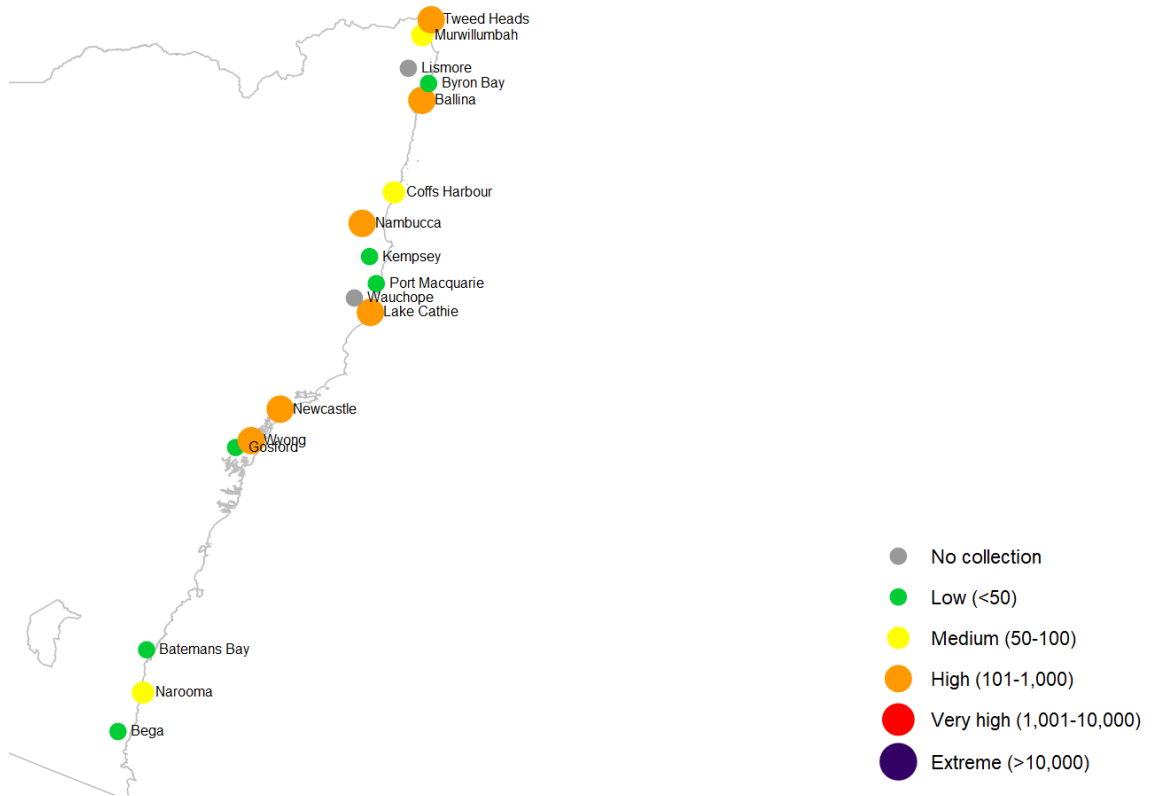 Tweed Heads
Murwillumbah
Lismore
Byron Bay
Ballina
Coffs Harbour
Nambucca
Kempsey
Port Macquarie
Wauchope
Lake Cathie
Newcastle
Wyong
Gosford
Batemans Bay
Narooma
Bega
No collection
Low (<50)
Medium (50-100)
High (101-1,000)
Very high (1,001-10,000)
Extreme (>10,000)